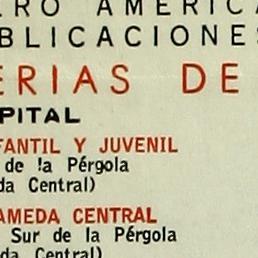 ERO AMERICA
BLICACIONES
ERIAS DE
PITAL
FANTIL Y JUVENIL
de la Pérgola
da Central)
AMEDA CENTRAL
Sur de la Pérgola
da Central)